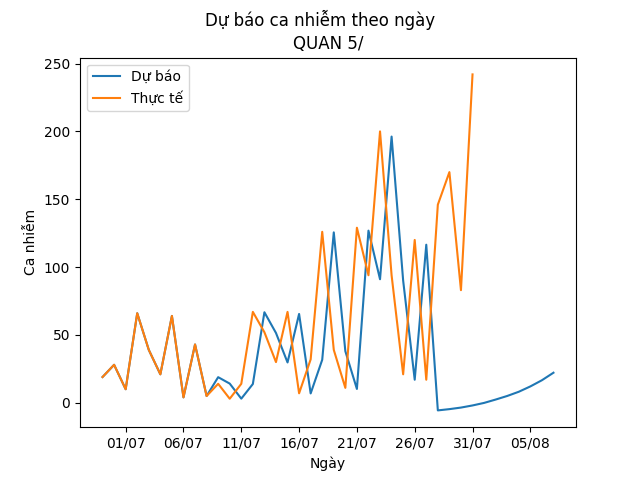 Dự báo ca nhiễm theo ngày
QUAN 5/
Dự báo
Thực tế
250
200
150
100
50
0
Ca nhiễm
01/07 06/07 11/07 16/07 21/07 26/07 31/07 05/08
Ngày